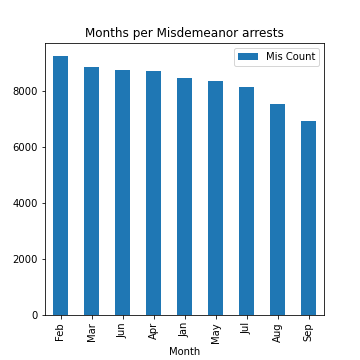 Months per Misdemeanor arrests
Mis Count
8000
6000
4000
2000
0
Feb
Mar
Jun
Apr
Jan
May
Jul
Aug
Sep
Month